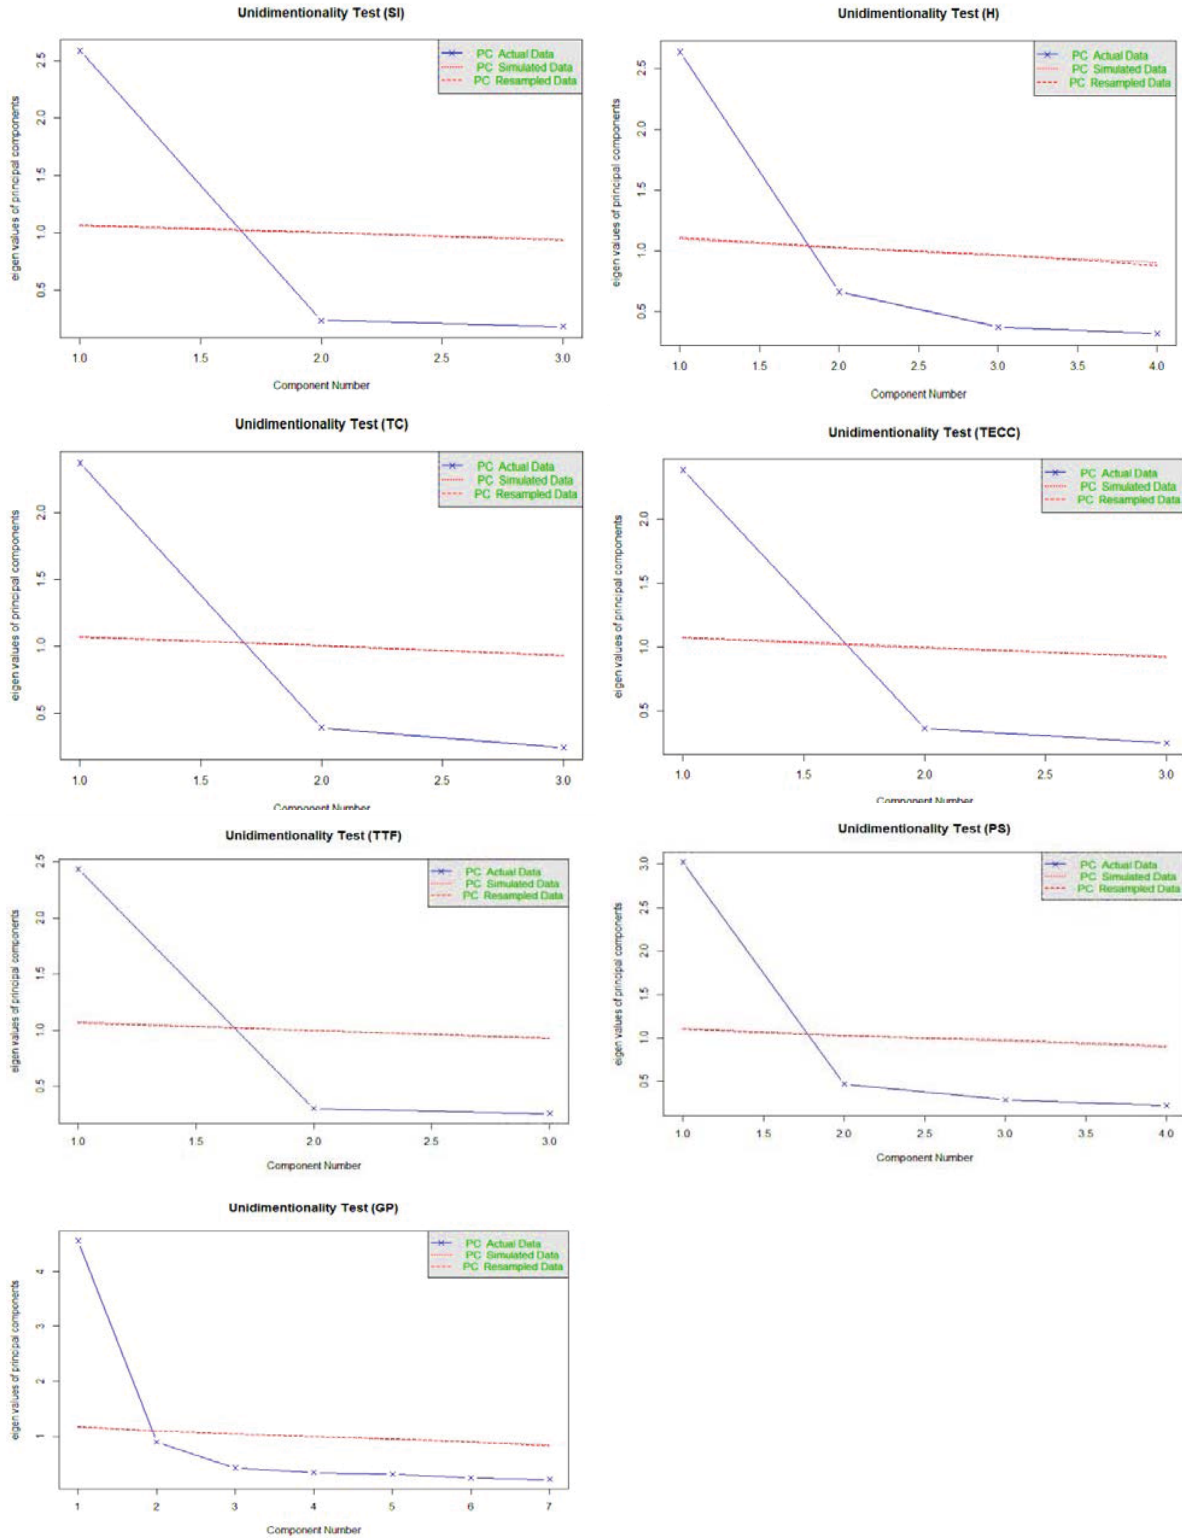 Unidimentionality Test (SI)
eigen values of principal components
2.5
2.0
1.5
1.0
0.5
PC Actual Data
PC Simulated Data
PC Resampled Data
1.0 1.5 2.0 2.5 3.0
Component Number
Unidimentionality Test (H)
eigen values of principal components
2.5
2.0
1.5
1.0
0.5
PC Actual Data
PC Simulated Data
PC Resampled Data
1.0 1.5 2.0 2.5 3.0 3.5 4.0
Component Number
Unidimentionality Test (TC)
eigen values of principal components
2.0
1.5
1.0
0.5
PC Actual Data
PC Simulated Data
PC Resampled Data
1.0 1.5 2.0 2.5 3.0
Component Number
Unidimentionality Test (TECC)
eigen values of principal components
2.0
1.5
1.0
0.5
PC Actual Data
PC Simulated Data
PC Resampled Data
1.0 1.5 2.0 2.5 3.0
Component Number
Unidimentionality Test (TTF)
eigen values of principal components
2.5
2.0
1.5
1.0
0.5
PC Actual Data
PC Simulated Data
PC Resampled Data
1.0 1.5 2.0 2.5 3.0
Component Number
Unidimentionality Test (PS)
eigen values of principal components
3.0
2.5
2.0
1.5
1.0
0.5
PC Actual Data
PC Simulated Data
PC Resampled Data
1.0 1.5 2.0 2.5 3.0 3.5 4.0
Component Number
Unidimentionality Test (GP)
eigen values of principal components
4
3
2
1
PC Actual Data
PC Simulated Data
PC Resampled Data
1 2 3 4 5 6 7
Component Number